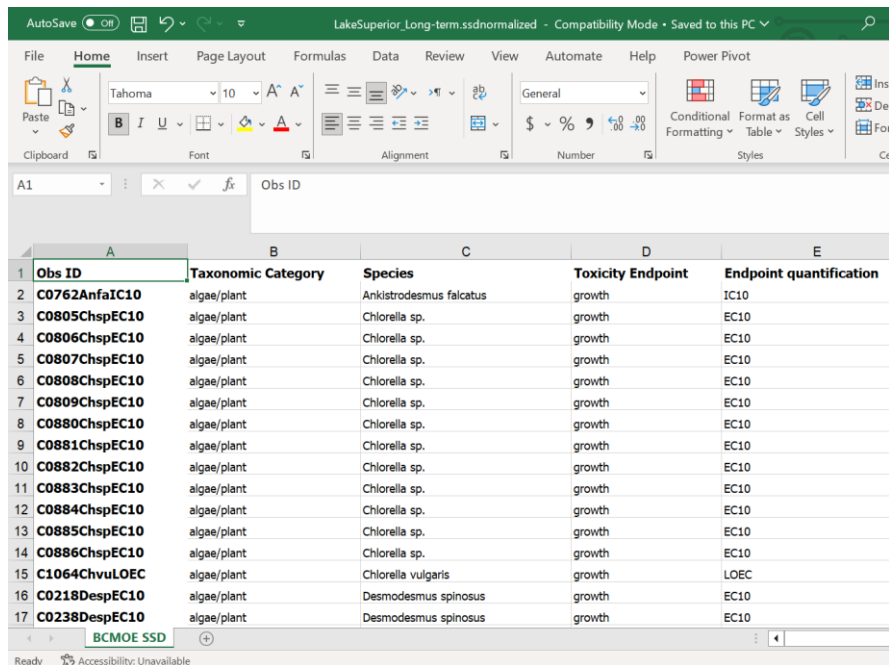 AutoSave Off LakeSuperior_Long-term.ssdnormalized - Compatibility Mode • Saved to this PC
File Home Insert Page Layout Formulas Data Review View Automate Help Power Pivot
Paste
Tahoma 10 A^ A˅ ab General
B I U A $ % 9 .00 →.0
Conditional Formatting Format as Table Cell Styles
Ins
De
For
Clipboard Font Alignment Number Styles Ce
A1 fx Obs ID
A B C D E
1 Obs ID Taxonomic Category Species Toxicity Endpoint Endpoint quantification
2 C0762AnfaIC10 algae/plant Ankistrodesmus falcatus growth IC10
3 C0805ChspEC10 algae/plant Chlorella sp. growth EC10
4 C0806ChspEC10 algae/plant Chlorella sp. growth EC10
5 C0807ChspEC10 algae/plant Chlorella sp. growth EC10
6 C0808ChspEC10 algae/plant Chlorella sp. growth EC10
7 C0809ChspEC10 algae/plant Chlorella sp. growth EC10
8 C0880ChspEC10 algae/plant Chlorella sp. growth EC10
9 C0881ChspEC10 algae/plant Chlorella sp. growth EC10
10 C0882ChspEC10 algae/plant Chlorella sp. growth EC10
11 C0883ChspEC10 algae/plant Chlorella sp. growth EC10
12 C0884ChspEC10 algae/plant Chlorella sp. growth EC10
13 C0885ChspEC10 algae/plant Chlorella sp. growth EC10
14 C0886ChspEC10 algae/plant Chlorella sp. growth EC10
15 C1064ChvuLOEC algae/plant Chlorella vulgaris growth LOEC
16 C0218DespEC10 algae/plant Desmodesmus spinosus growth EC10
17 C0238DespEC10 algae/plant Desmodesmus spinosus growth EC10
BCMOE SSD
Ready Accessibility: Unavailable